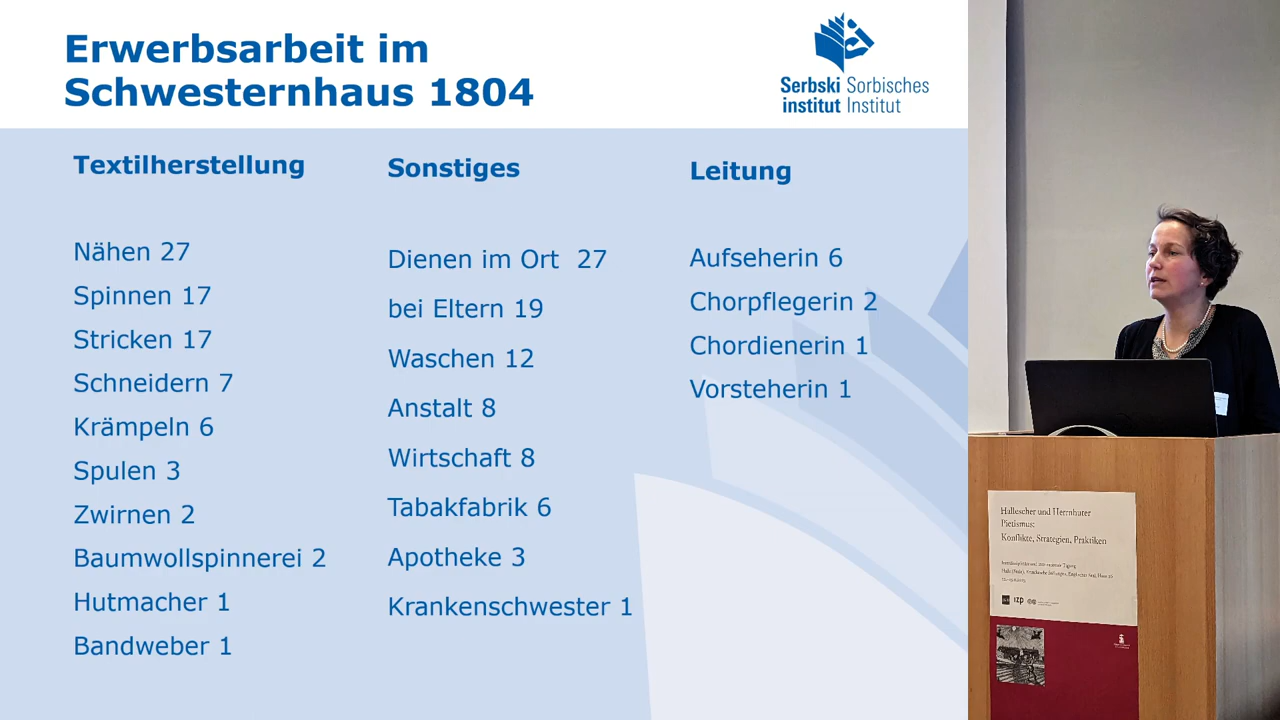 Erwerbsarbeit im
Schwesternhaus 1804
Serbski Sorbisches
institut Institut
Textilherstellung
Nähen 27
Spinnen 17
Stricken 17
Schneidern 7
Krämpeln 6
Spulen 3
Zwirnen 2
Baumwollspinnerei 2
Hutmacher 1
Bandweber 1
Sonstiges
Dienen im Ort 27
bei Eltern 19
Waschen 12
Anstalt 8
Wirtschaft 8
Tabakfabrik 6
Apotheke 3
Krankenschwester 1
Leitung
Aufseherin 6
Chorpflegerin 2
Chordienerin 1
Vorsteherin 1
Hallescher und Herrnhuter
Pietismus:
Konflikte, Strategien, Praktiken
izp